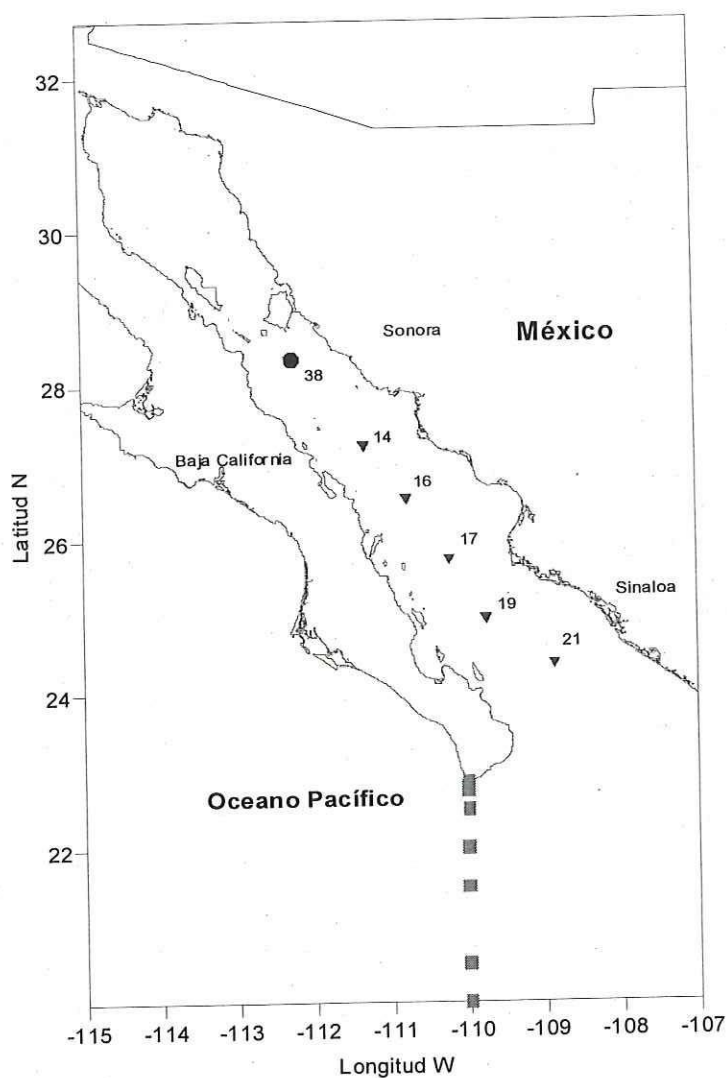 32
30
Sonora
México
28
38
14
Baja California
16
Latitud N
17
26
Sinaloa
19
21
24
Oceano Pacífico
22
-115 -114 -113 -112 -111 -110 -109 -108 -107
Longitud W